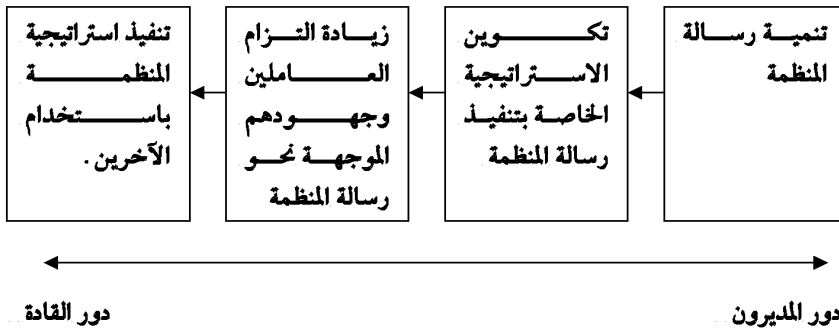 تنمية رسالة
المنظمة
تكوين
الاستراتيجية
الخاصة بتنفيذ
رسالة المنظمة
زيادة التزام
العاملين
وجهودهم
الموجهة نحو
رسالة المنظمة
تنفيذ استراتيجية
المنظمة
باستخدام
الآخرين .
دور المديرون
دور القادة